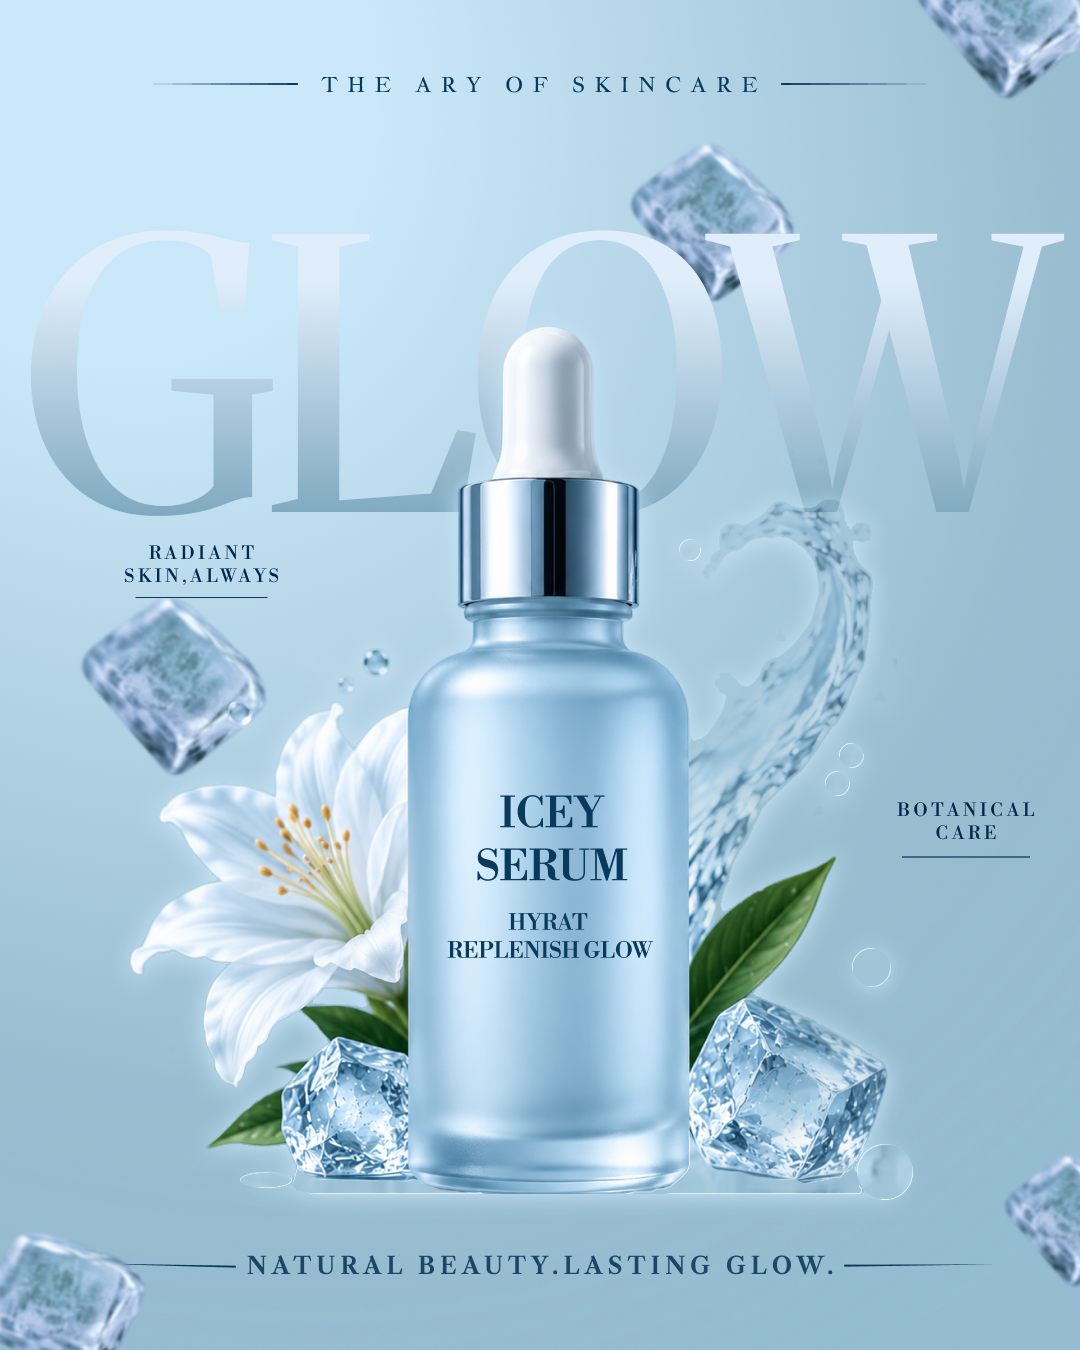 THE ARY OF SKINCARE
GLOW
RADIANT
SKIN,ALWAYS
ICEY
SERUM
HYRAT
REPLENISH GLOW
BOTANICAL
CARE
NATURAL BEAUTY.LASTING GLOW.